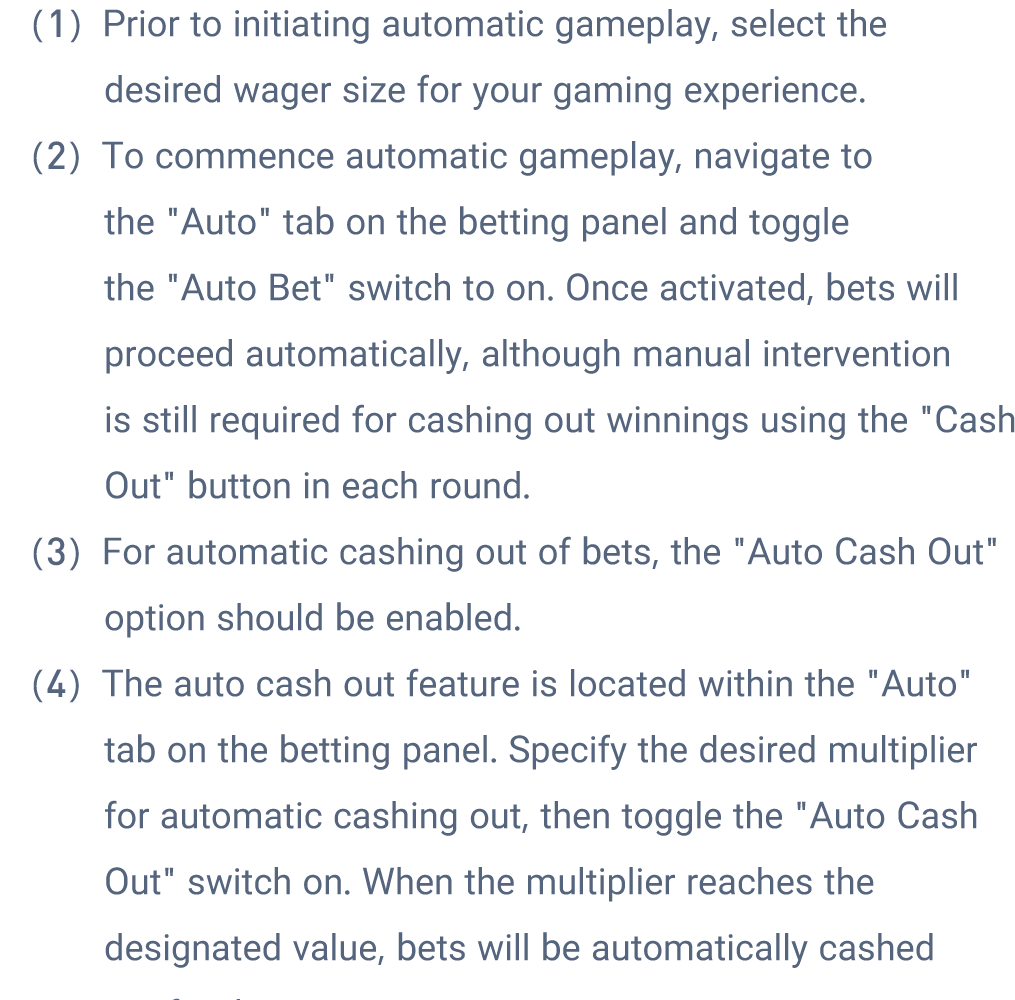 (1) Prior to initiating automatic gameplay, select the
desired wager size for your gaming experience.
(2) To commence automatic gameplay, navigate to
the "Auto" tab on the betting panel and toggle
the "Auto Bet" switch to on. Once activated, bets will
proceed automatically, although manual intervention
is still required for cashing out winnings using the "Cash
Out" button in each round.
(3) For automatic cashing out of bets, the "Auto Cash Out"
option should be enabled.
(4) The auto cash out feature is located within the "Auto"
tab on the betting panel. Specify the desired multiplier
for automatic cashing out, then toggle the "Auto Cash
Out" switch on. When the multiplier reaches the
designated value, bets will be automatically cashed